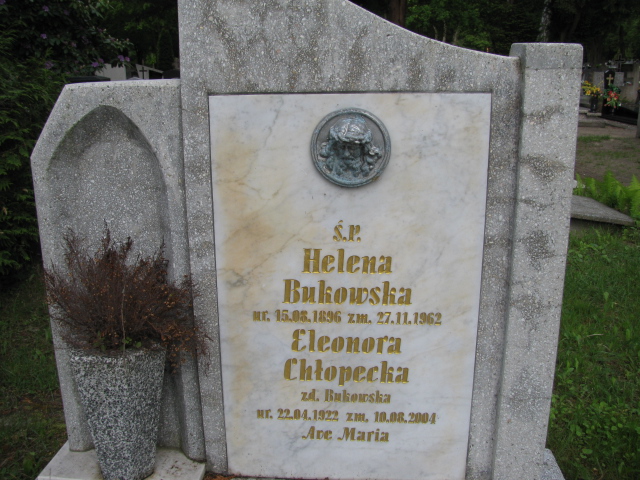 ś.p.
Helena
Bukowska
ur. 15.08.1896 zm. 27.11.1962
Eleonora
Chłopecka
zd. Bukowska
ur. 22.04.1922 zm. 10.08.2004
Ave Maria